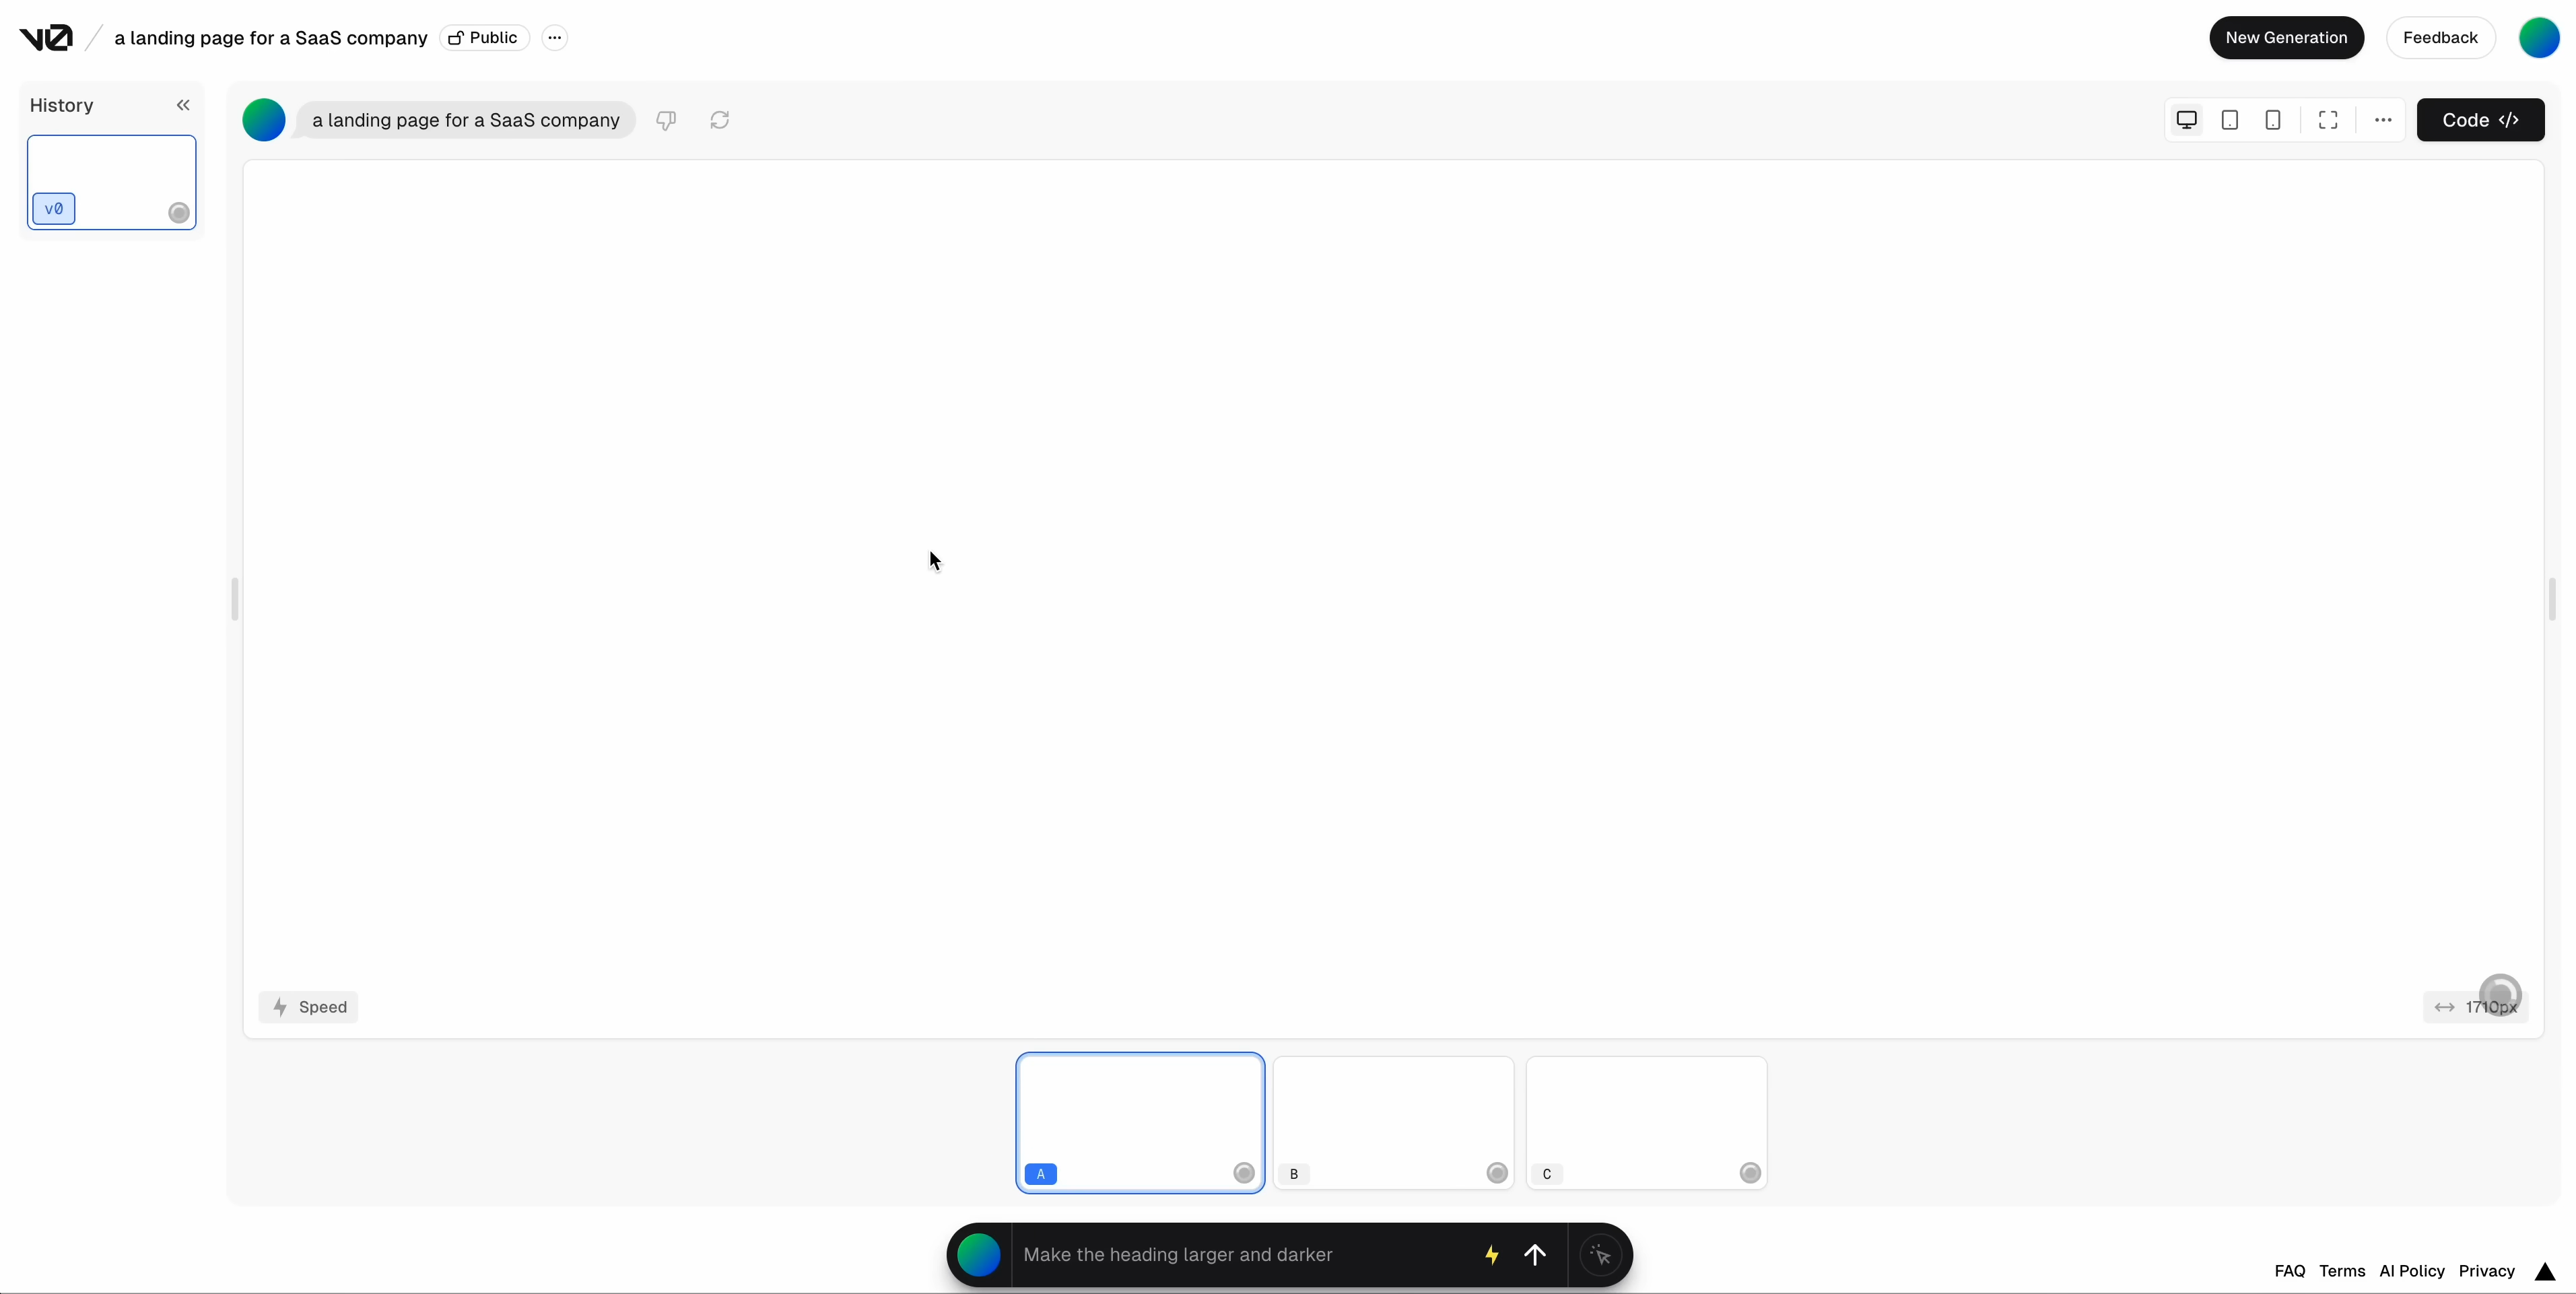 v0
a landing page for a SaaS company
Public
New Generation
Feedback
History
v0
a landing page for a SaaS company
Code </>
Speed
1710px
A
B
C
Make the heading larger and darker
FAQ Terms AI Policy Privacy